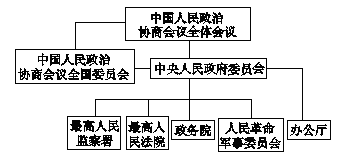 中国人民政治
协商会议全体会议
中国人民政治
协商会议全国委员会
中央人民政府委员会
最高人民
监察署
最高人
民法院
政务院
人民革命
军事委员会
办公厅